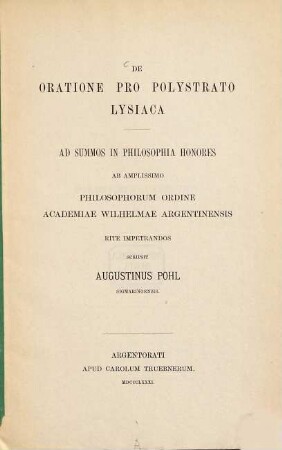 DE
ORATIONE PRO POLYSTRATO
LYSIACA
AD SUMMOS IN PHILOSOPHIA HONORES
AB AMPLISSIMO
PHILOSOPHORUM ORDINE
ACADEMIAE WILHELMAE ARGENTINENSIS
RITE IMPETRANDOS
SCRIPSIT
AUGUSTINUS POHL
ARGENTORATI
APUD CAROLUM TRUEBNERUM.
MDCCCLXXXI.